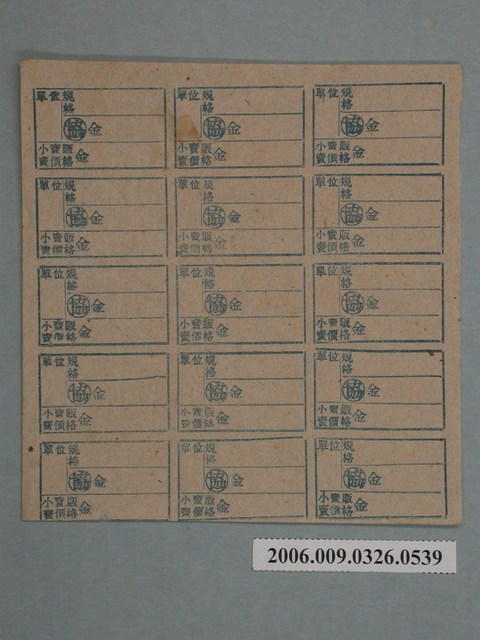 單位規
格
協金
小賣販
賣價格金
單位規
格
協金
小賣販
賣價格金
單位規
格
協金
小賣販
賣價格金
單位規
格
協金
小賣販
賣價格金
單位規
格
協金
小賣販
賣價格金
單位規
格
協金
小賣販
賣價格金
單位規
格
協金
小賣販
賣價格金
單位規
格
協金
小賣販
賣價格金
單位規
格
協金
小賣販
賣價格金
單位規
格
協金
小賣販
賣價格金
單位規
格
協金
小賣販
賣價格金
單位規
格
協金
小賣販
賣價格金
單位規
格
協金
小賣販
賣價格金
單位規
格
協金
小賣販
賣價格金
單位規
格
協金
小賣販
賣價格金
2006.009.0326.0539